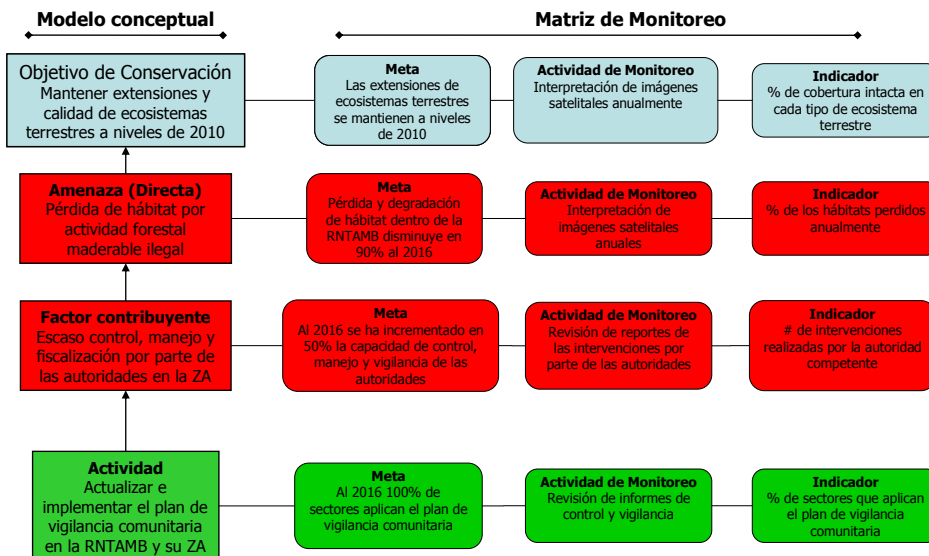 Modelo conceptual
Matriz de Monitoreo
Objetivo de Conservación
Mantener extensiones y
calidad de ecosistemas
terrestres a niveles de 2010
Meta
Las extensiones de
ecosistemas terrestres
se mantienen a niveles
de 2010
Actividad de Monitoreo
Interpretación de imágenes
satelitales anualmente
Indicador
% de cobertura intacta en
cada tipo de ecosistema
terrestre
Amenaza (Directa)
Pérdida de hábitat por
actividad forestal
maderable ilegal
Meta
Pérdida y degradación
de hábitat dentro de la
RNTAMB disminuye en
90% al 2016
Actividad de Monitoreo
Interpretación de
imágenes satelitales
anuales
Indicador
% de los hábitats perdidos
anualmente
Factor contribuyente
Escaso control, manejo y
fiscalización por parte de
las autoridades en la ZA
Meta
Al 2016 se ha incrementado en
50% la capacidad de control,
manejo y vigilancia de las
autoridades
Actividad de Monitoreo
Revisión de reportes de
las intervenciones por
parte de las autoridades
Indicador
# de intervenciones
realizadas por la autoridad
competente
Actividad
Actualizar e
implementar el plan de
vigilancia comunitaria
en la RNTAMB y su ZA
Meta
Al 2016 100% de
sectores aplican el plan de
vigilancia comunitaria
Actividad de Monitoreo
Revisión de informes de
control y vigilancia
Indicador
% de sectores que aplican
el plan de vigilancia
comunitaria